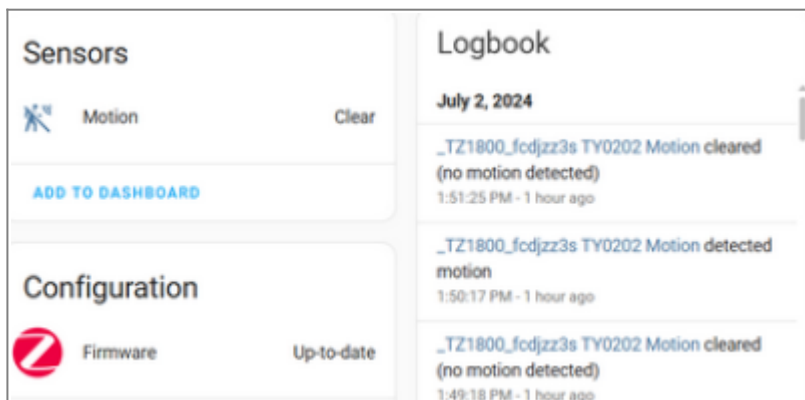 Sensors
Motion Clear
ADD TO DASHBOARD
Configuration
Firmware Up-to-date
Logbook
July 2, 2024
_TZ1800_fcdjzz3s TY0202 Motion cleared
(no motion detected)
1:51:25 PM - 1 hour ago
_TZ1800_fcdjzz3s TY0202 Motion detected
motion
1:50:17 PM - 1 hour ago
_TZ1800_fcdjzz3s TY0202 Motion cleared
(no motion detected)
1:49:18 PM - 1 hour ago